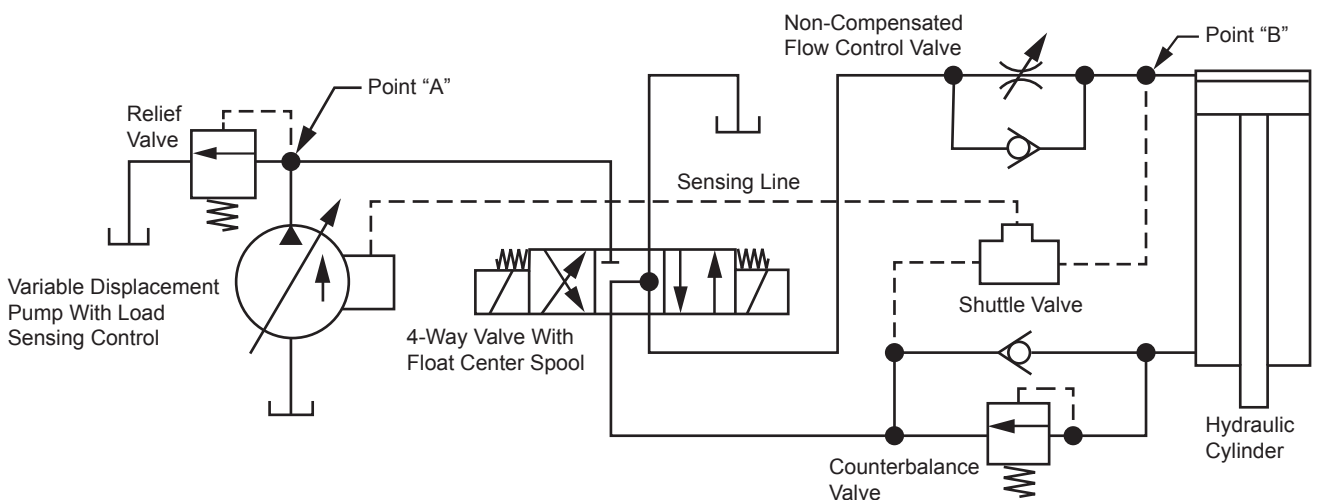 Non-Compensated
Flow Control Valve
Point “B”
Point “A”
Relief
Valve
Sensing Line
Variable Displacement
Pump With Load
Sensing Control
4-Way Valve With
Float Center Spool
Shuttle Valve
Hydraulic
Cylinder
Counterbalance
Valve